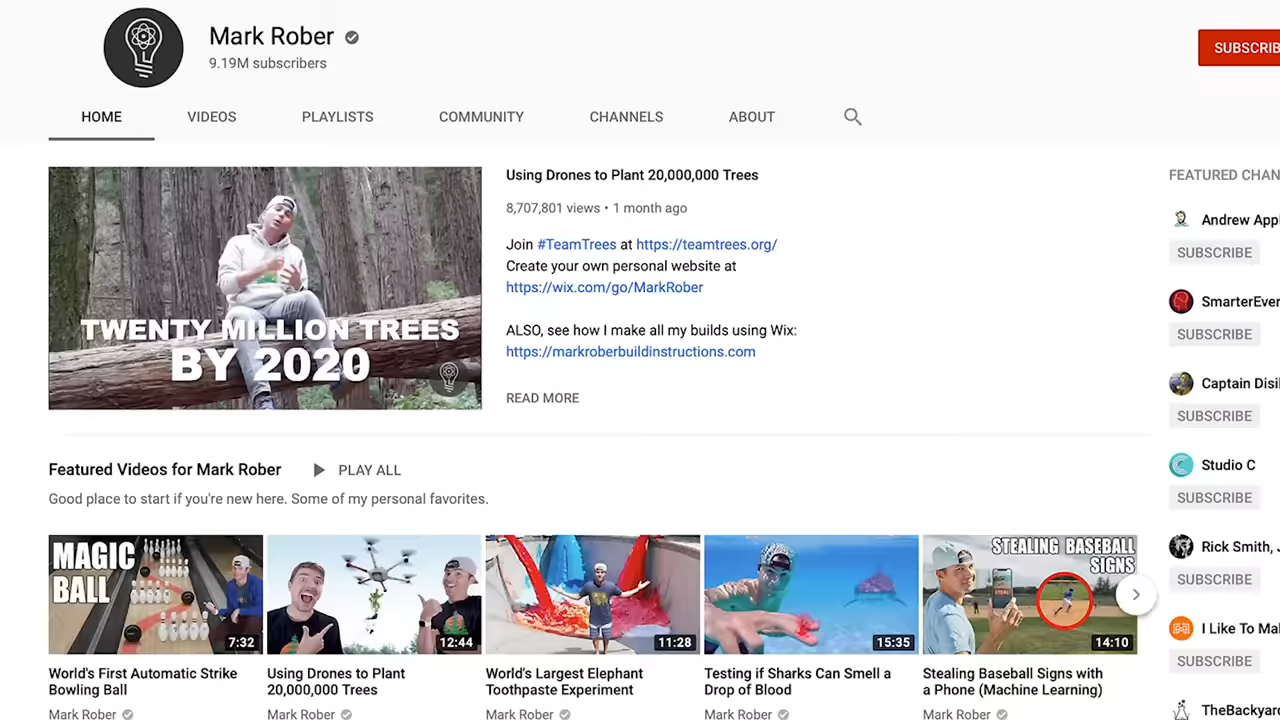 Mark Rober
9.19M subscribers
SUBSCRIB
HOME
VIDEOS
PLAYLISTS
COMMUNITY
CHANNELS
ABOUT
TWENTY MILLION TREES
BY 2020
Using Drones to Plant 20,000,000 Trees
8,707,801 views • 1 month ago
Join #TeamTrees at https://teamtrees.org/
Create your own personal website at
https://wix.com/go/MarkRober
ALSO, see how I make all my builds using Wix:
https://markroberbuildinstructions.com
READ MORE
FEATURED CHAN
Andrew Appl
SUBSCRIBE
SmarterEver
SUBSCRIBE
Captain Disil
SUBSCRIBE
Studio C
SUBSCRIBE
Rick Smith, J
SUBSCRIBE
I Like To Mak
SUBSCRIBE
TheBackyard
Featured Videos for Mark Rober
PLAY ALL
Good place to start if you're new here. Some of my personal favorites.
MAGIC
BALL
7:32
World's First Automatic Strike
Bowling Ball
Mark Rober
12:44
Using Drones to Plant
20,000,000 Trees
Mark Rober
11:28
World's Largest Elephant
Toothpaste Experiment
Mark Rober
15:35
Testing if Sharks Can Smell a
Drop of Blood
Mark Rober
STEALING BASEBALL
SIGNS
STEAL
14:10
Stealing Baseball Signs with
a Phone (Machine Learning)
Mark Rober